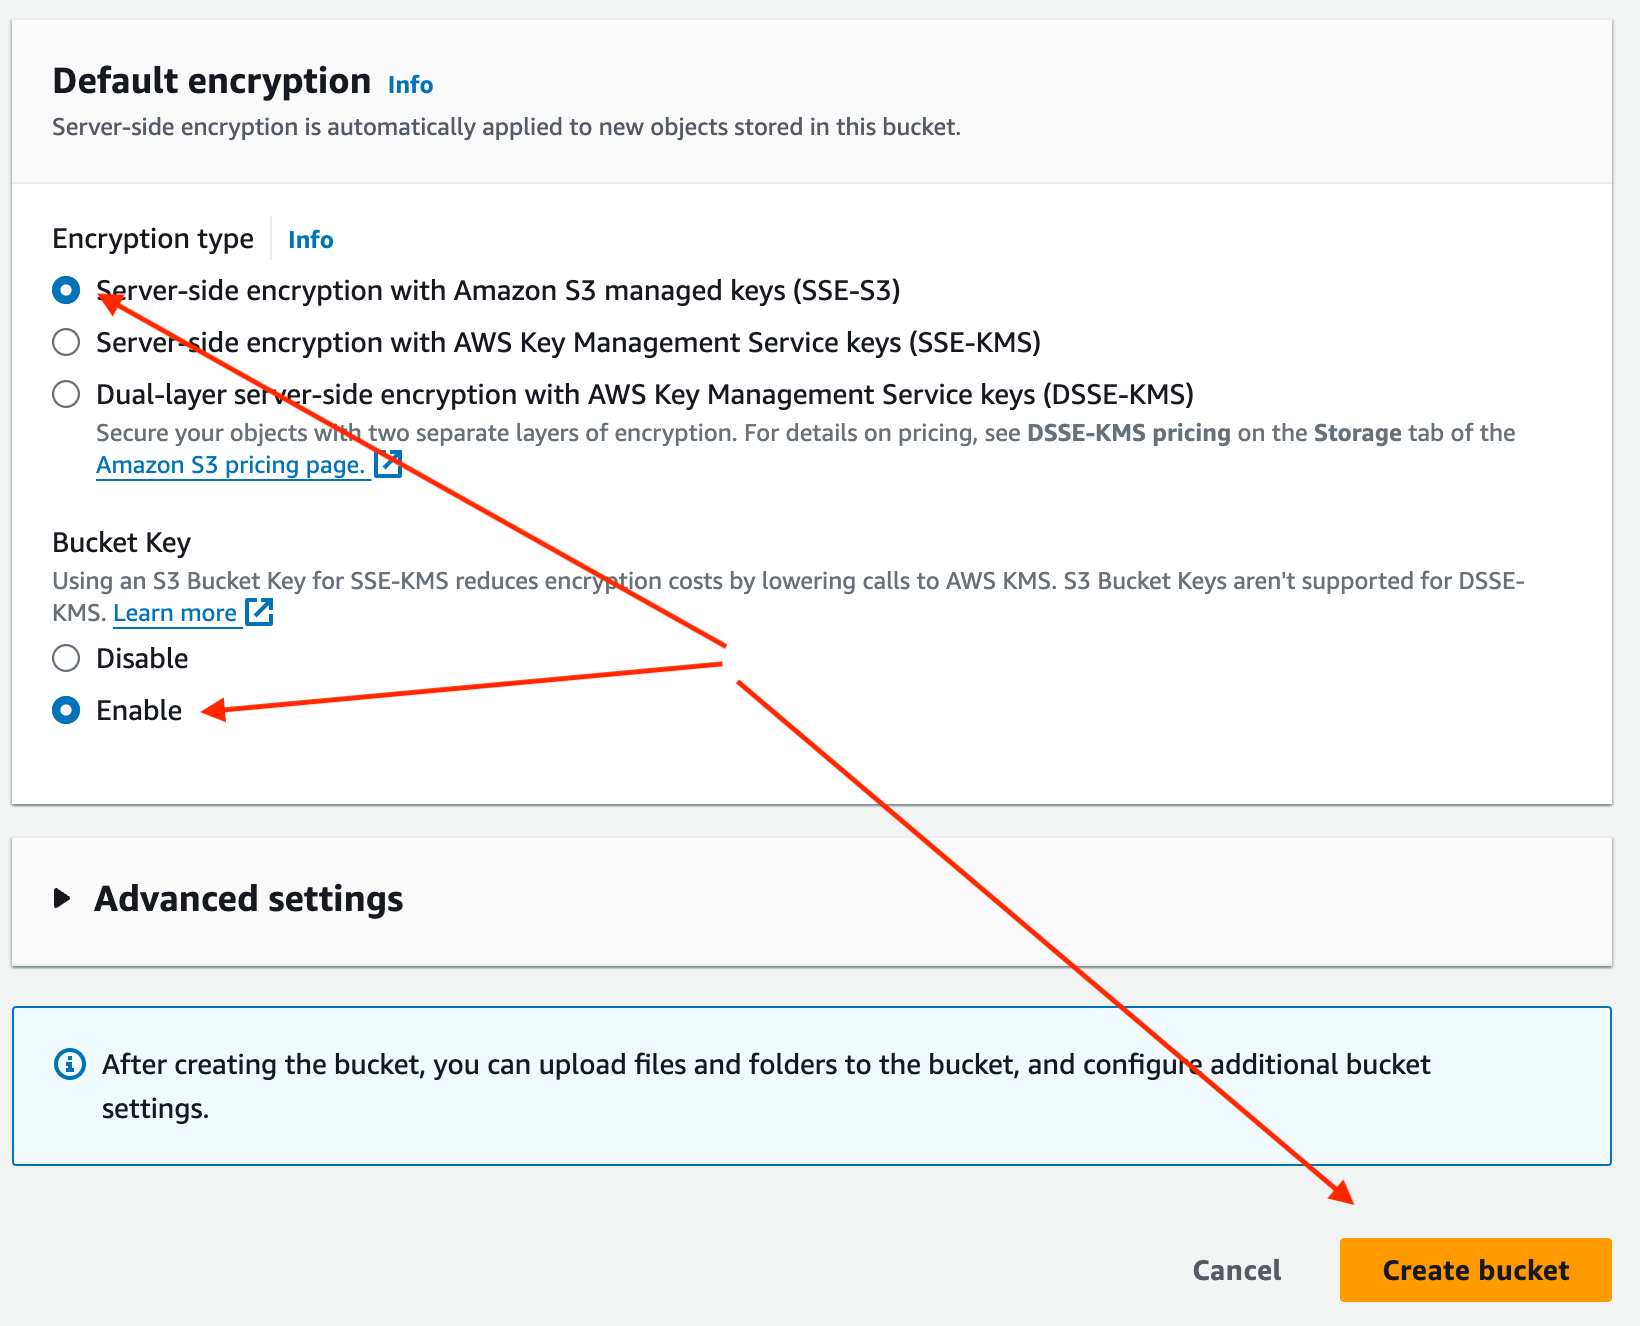 Default encryption Info
Server-side encryption is automatically applied to new objects stored in this bucket.
Encryption type Info
Server-side encryption with Amazon S3 managed keys (SSE-S3)
Server-side encryption with AWS Key Management Service keys (SSE-KMS)
Dual-layer server-side encryption with AWS Key Management Service keys (DSSE-KMS)
Secure your objects with two separate layers of encryption. For details on pricing, see DSSE-KMS pricing on the Storage tab of the
Amazon S3 pricing page.
Bucket Key
Using an S3 Bucket Key for SSE-KMS reduces encryption costs by lowering calls to AWS KMS. S3 Bucket Keys aren't supported for DSSE-
KMS. Learn more
Disable
Enable
Advanced settings
After creating the bucket, you can upload files and folders to the bucket, and configure additional bucket
settings.
Cancel Create bucket